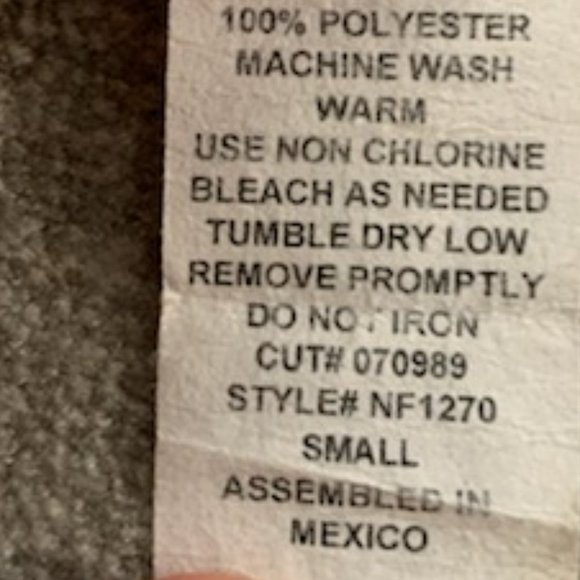 100% POLYESTER
MACHINE WASH
WARM
USE NON CHLORINE
BLEACH AS NEEDED
TUMBLE DRY LOW
REMOVE PROMPTLY
DO NOT IRON
CUT# 070989
STYLE# NF1270
SMALL
ASSEMBLED IN
MEXICO